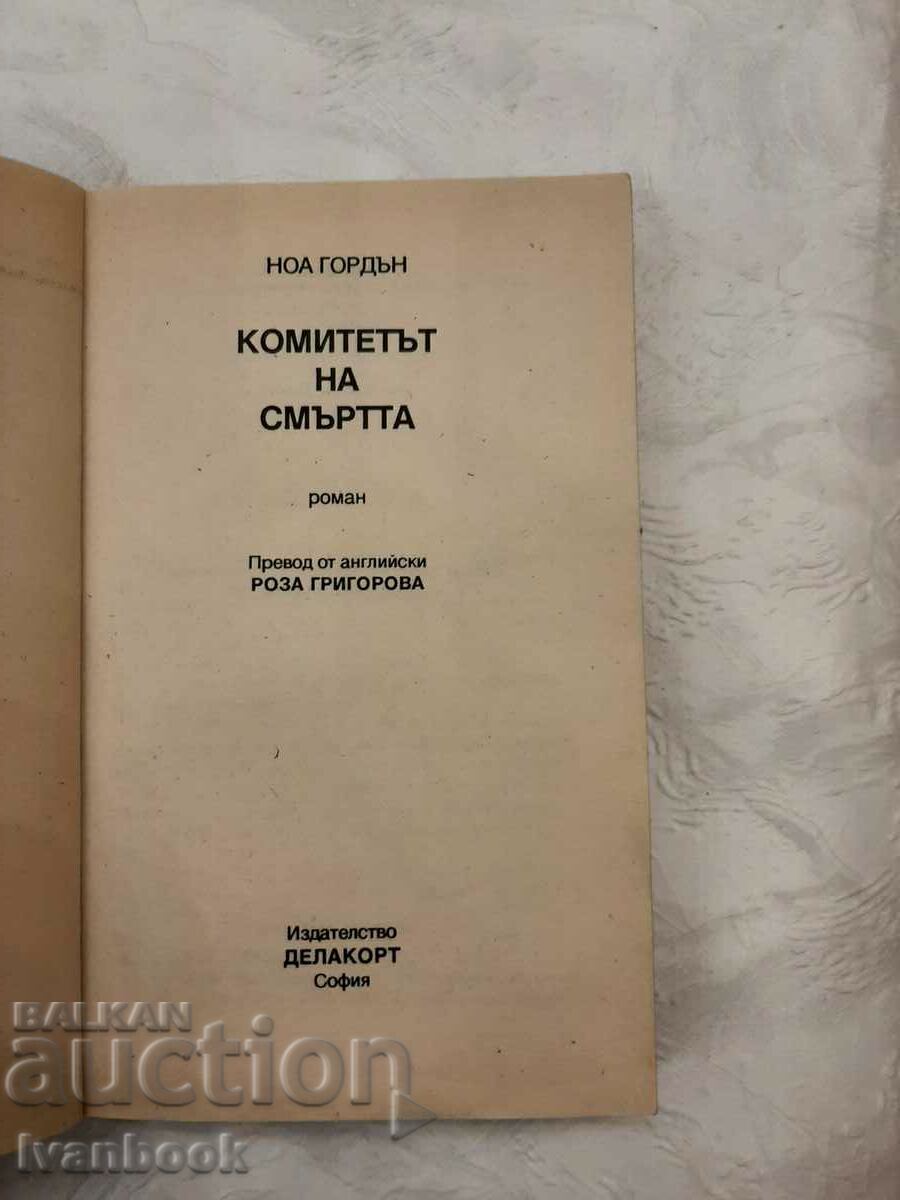 НОА ГОРДЪН
КОМИТЕТЪТ
НА
СМЪРТТА
роман
Превод от английски
РОЗА ГРИГОРОВА
Издателство
ДЕЛАКОРТ
София
BALKAN
auction
Ivanbook